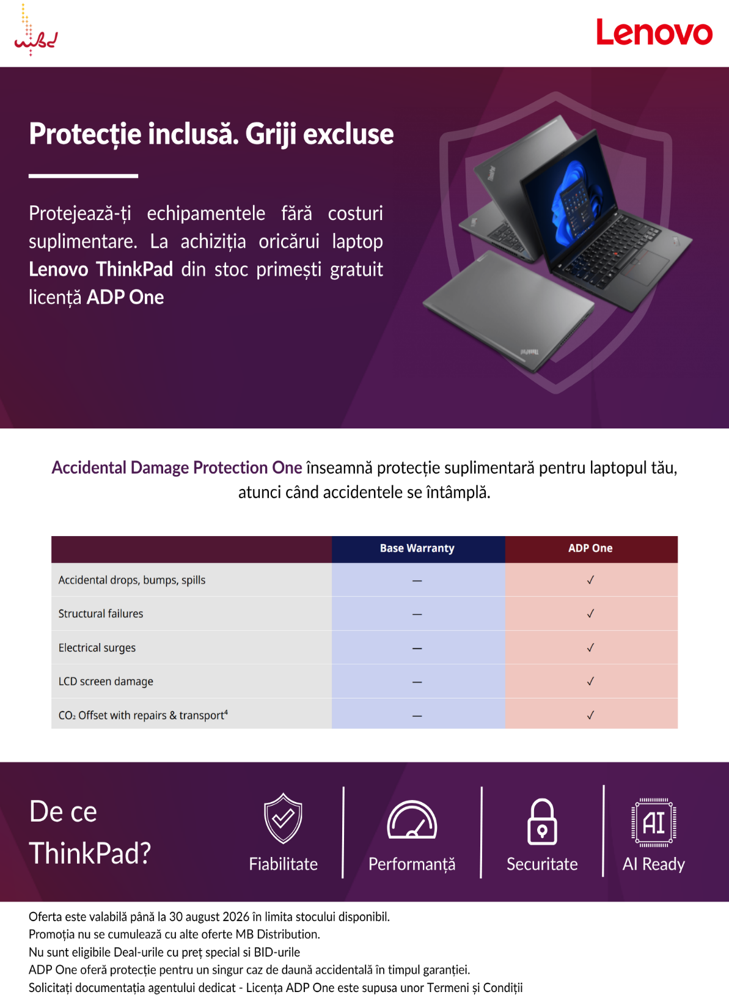 mbd
Lenovo
Protecție inclusă. Griji excluse
Protejează-ți echipamentele fără costuri
suplimentare. La achiziția oricărui laptop
Lenovo ThinkPad din stoc primești gratuit
licență ADP One
ThinkPad
ThinkPad
Accidental Damage Protection One înseamnă protecție suplimentară pentru laptopul tău,
atunci când accidentele se întâmplă.
Base Warranty ADP One
Accidental drops, bumps, spills — ✓
Structural failures — ✓
Electrical surges — ✓
LCD screen damage — ✓
CO₂ Offset with repairs & transport⁴ — ✓
De ce
ThinkPad?
AI
Fiabilitate
Performanță
Securitate
AI Ready
Oferta este valabilă până la 30 august 2026 în limita stocului disponibil.
Promoția nu se cumulează cu alte oferte MB Distribution.
Nu sunt eligibile Deal-urile cu preț special si BID-urile
ADP One oferă protecție pentru un singur caz de daună accidentală în timpul garanției.
Solicitați documentația agentului dedicat - Licența ADP One este supusa unor Termeni și Condiții